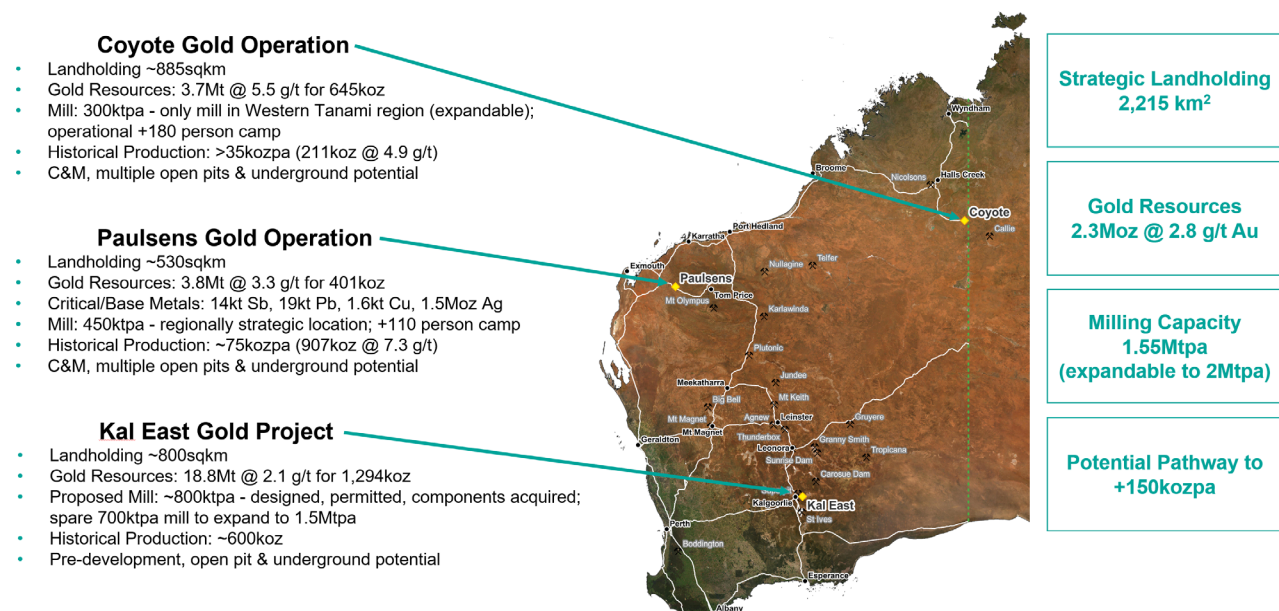 Coyote Gold Operation
• Landholding ~885sqkm
• Gold Resources: 3.7Mt @ 5.5 g/t for 645koz
• Mill: 300ktpa - only mill in Western Tanami region (expandable);
operational +180 person camp
• Historical Production: >35kozpa (211koz @ 4.9 g/t)
• C&M, multiple open pits & underground potential
Paulsens Gold Operation
• Landholding ~530sqkm
• Gold Resources: 3.8Mt @ 3.3 g/t for 401koz
• Critical/Base Metals: 14kt Sb, 19kt Pb, 1.6kt Cu, 1.5Moz Ag
• Mill: 450ktpa - regionally strategic location; +110 person camp
• Historical Production: ~75kozpa (907koz @ 7.3 g/t)
• C&M, multiple open pits & underground potential
Kal East Gold Project
• Landholding ~800sqkm
• Gold Resources: 18.8Mt @ 2.1 g/t for 1,294koz
• Proposed Mill: ~800ktpa - designed, permitted, components acquired;
spare 700ktpa mill to expand to 1.5Mtpa
• Historical Production: ~600koz
• Pre-development, open pit & underground potential
Wyndham
Broome
Nicolsons
Halls Creek
Coyote
Callie
Port Hedland
Karratha
Exmouth
Nullagine
Telfer
Paulsens
Tom Price
Mt Olympus
Karlawinda
Plutonic
Meekatharra
Jundee
Big Bell
Mt Keith
Mt Magnet
Mt Magnet
Agnew
Leinster
Gruyere
Geraldton
Thunderbox
Leonora
Granny Smith
Sunrise Dam
Tropicana
Carosue Dam
Kalgoorlie
Kal East
St Ives
Perth
Boddington
Esperance
Albany
Strategic Landholding
2,215 km²
Gold Resources
2.3Moz @ 2.8 g/t Au
Milling Capacity
1.55Mtpa
(expandable to 2Mtpa)
Potential Pathway to
+150kozpa